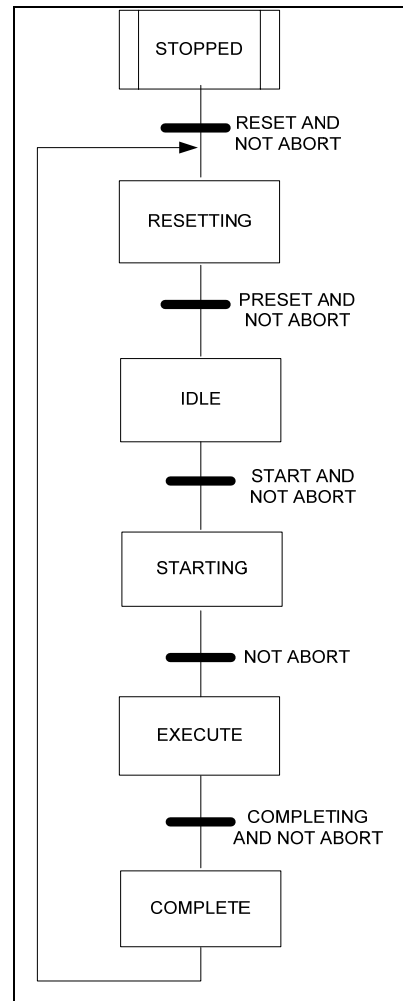 STOPPED
RESET AND
NOT ABORT
RESETTING
PRESET AND
NOT ABORT
IDLE
START AND
NOT ABORT
STARTING
NOT ABORT
EXECUTE
COMPLETING
AND NOT ABORT
COMPLETE